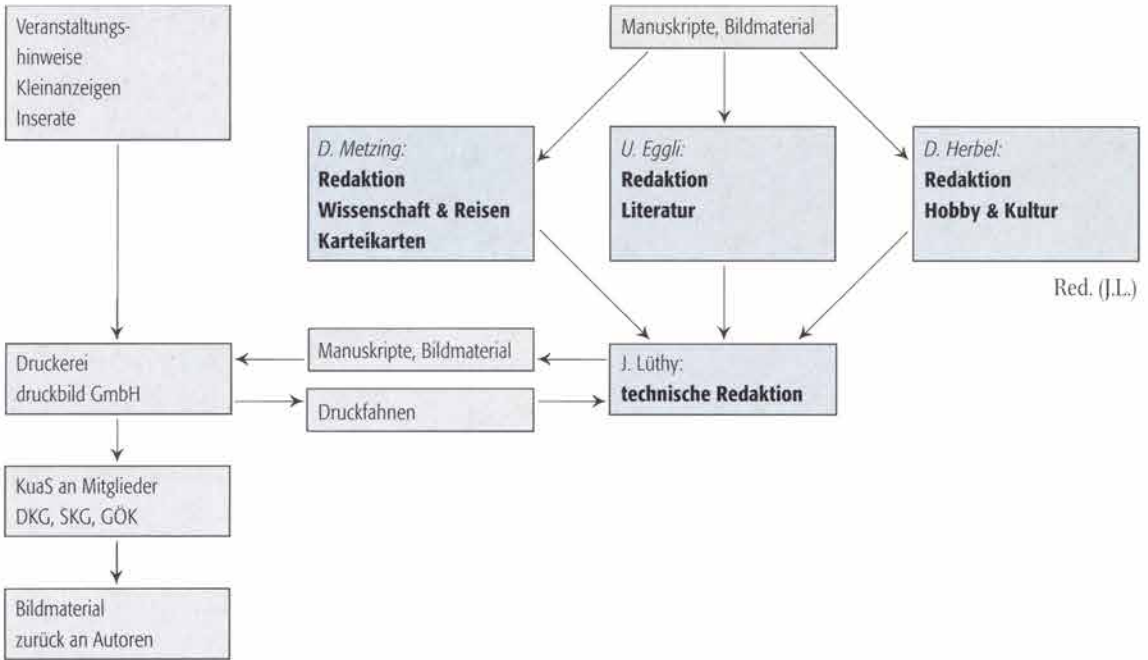 Veranstaltungs-
hinweise
Kleinanzeigen
Inserate
Manuskripte, Bildmaterial
D. Metzing:
Redaktion
Wissenschaft & Reisen
Karteikarten
U. Eggli:
Redaktion
Literatur
D. Herbel:
Redaktion
Hobby & Kultur
Red. (J.L.)
Druckerei
druckbild GmbH
Manuskripte, Bildmaterial
Druckfahnen
J. Lüthy:
technische Redaktion
KuaS an Mitglieder
DKG, SKG, GÖK
Bildmaterial
zurück an Autoren